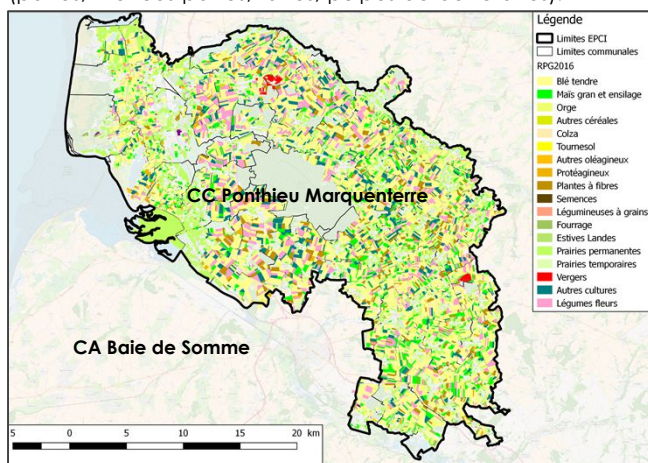 Légende
Limites EPCI
Limites communales
RPG2016
Blé tendre
Maïs gran et ensilage
Orge
Autres céréales
Colza
Tournesol
Autres oléagineux
Protéagineux
Plantes à fibres
Semences
Légumineuses à grains
Fourrage
Estives Landes
Prairies permanentes
Prairies temporaires
Vergers
Autres cultures
Légumes fleurs
CC Ponthieu Marquenterre
CA Baie de Somme
5 0 5 10 15 20 km